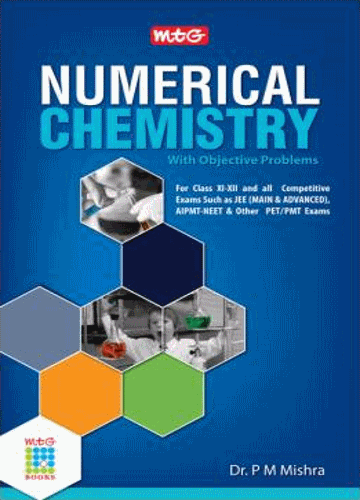 mtG
NUMERICAL
CHEMISTRY
With Objective Problems
For Class XI-XII and all Competitive
Exams Such as JEE (MAIN & ADVANCED),
AIPMT-NEET & Other PET/PMT Exams
mtG
BOOKS
Dr. P M Mishra